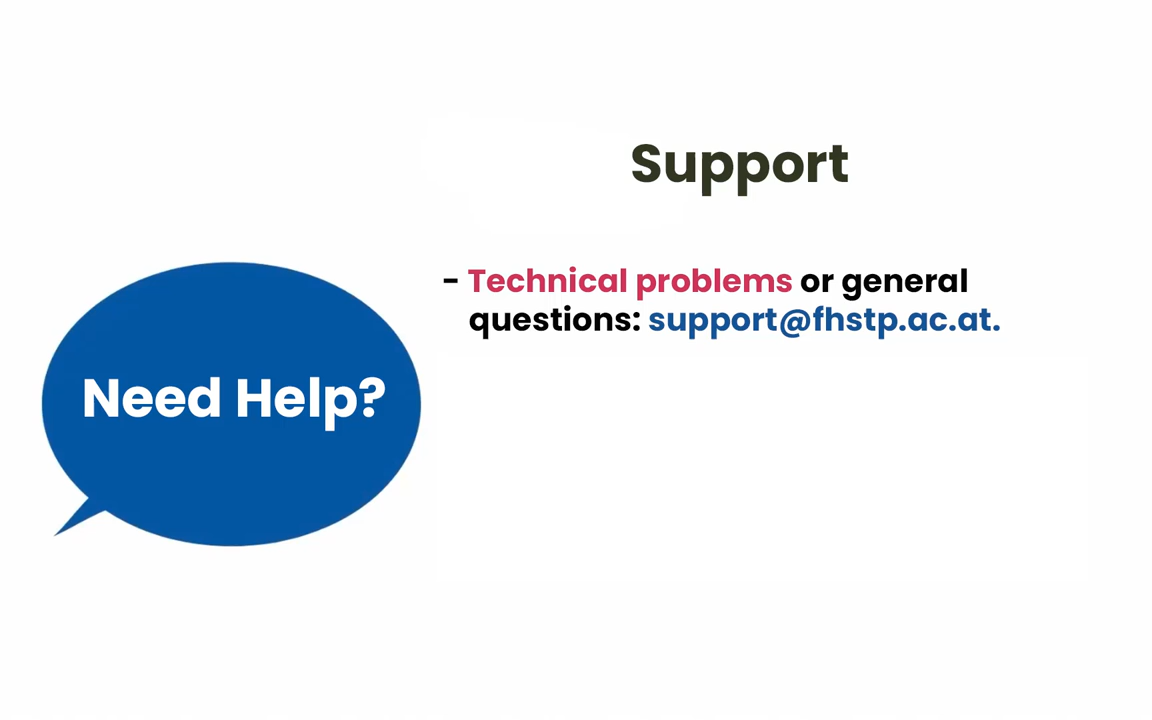 Support
- Technical problems or general
questions: support@fhstp.ac.at.
Need Help?